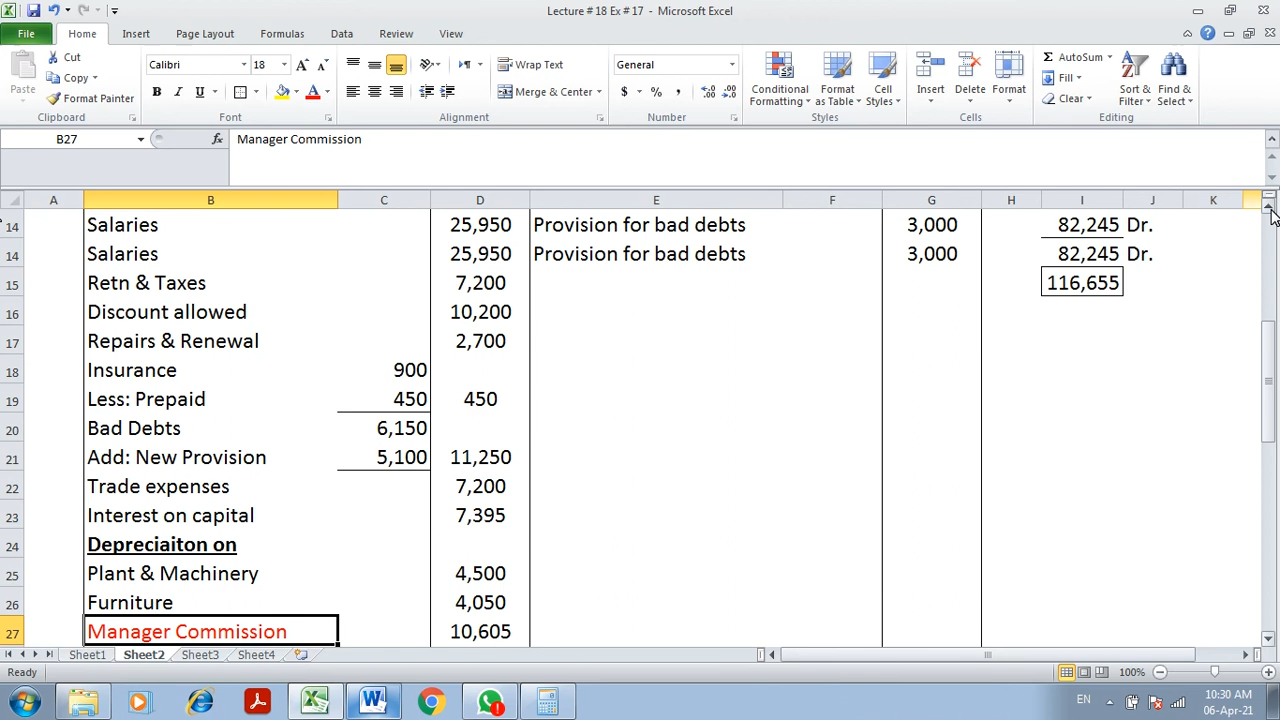 Lecture # 18 Ex # 17 - Microsoft Excel
File Home Insert Page Layout Formulas Data Review View
Paste Cut Copy Format Painter Clipboard
Calibri 18 B I U A Font
Wrap Text Merge & Center Alignment
General $ % , Number
Conditional Formatting Format as Table Cell Styles Styles
Insert Delete Format Cells
AutoSum Fill Clear Sort & Filter Find & Select Editing
B27 fx Manager Commission
A B C D E F G H I J K
14 Salaries 25,950 Provision for bad debts 3,000 82,245 Dr.
14 Salaries 25,950 Provision for bad debts 3,000 82,245 Dr.
15 Retn & Taxes 7,200 116,655
16 Discount allowed 10,200
17 Repairs & Renewal 2,700
18 Insurance 900
19 Less: Prepaid 450 450
20 Bad Debts 6,150
21 Add: New Provision 5,100 11,250
22 Trade expenses 7,200
23 Interest on capital 7,395
24 Depreciaiton on
25 Plant & Machinery 4,500
26 Furniture 4,050
27 Manager Commission 10,605
Sheet1 Sheet2 Sheet3 Sheet4
Ready 100%
EN 10:30 AM
06-Apr-21